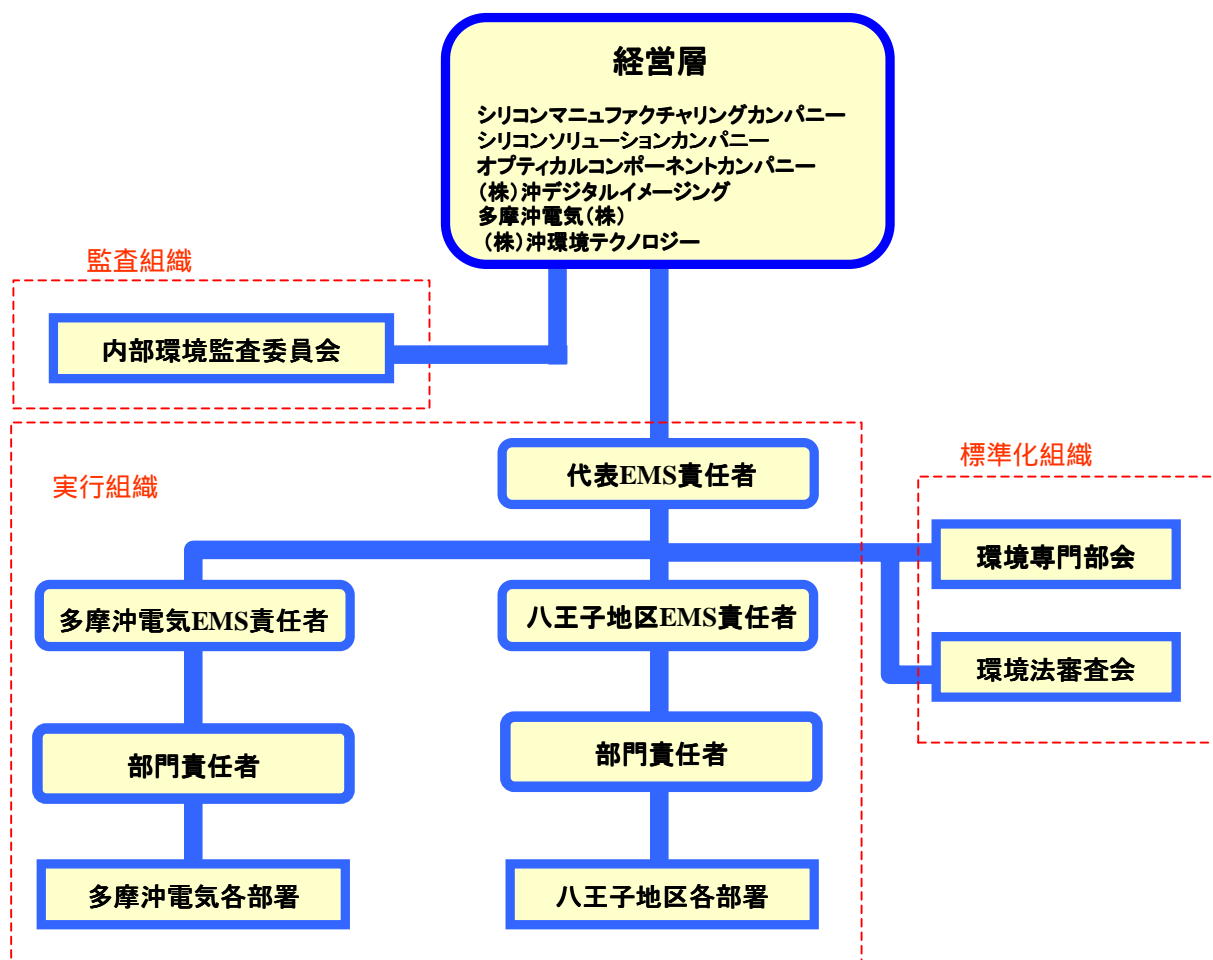 経営層
シリコンマニュファクチャリングカンパニー
シリコンソリューションカンパニー
オプティカルコンポーネントカンパニー
(株)沖デジタルイメージング
多摩沖電気(株)
(株)沖環境テクノロジー
監査組織
内部環境監査委員会
実行組織
代表EMS責任者
標準化組織
環境専門部会
多摩沖電気EMS責任者
八王子地区EMS責任者
環境法審査会
部門責任者
部門責任者
多摩沖電気各部署
八王子地区各部署